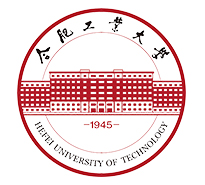 合肥工业大学
-1945-
HEFEI UNIVERSITY OF TECHNOLOGY